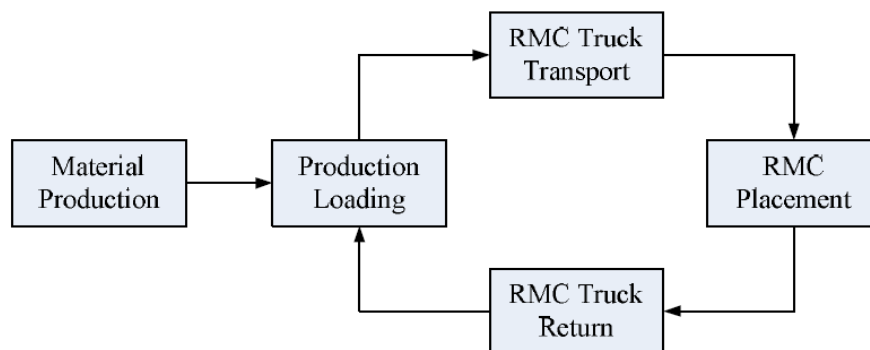 RMC Truck
Transport
Material
Production
Production
Loading
RMC
Placement
RMC Truck
Return